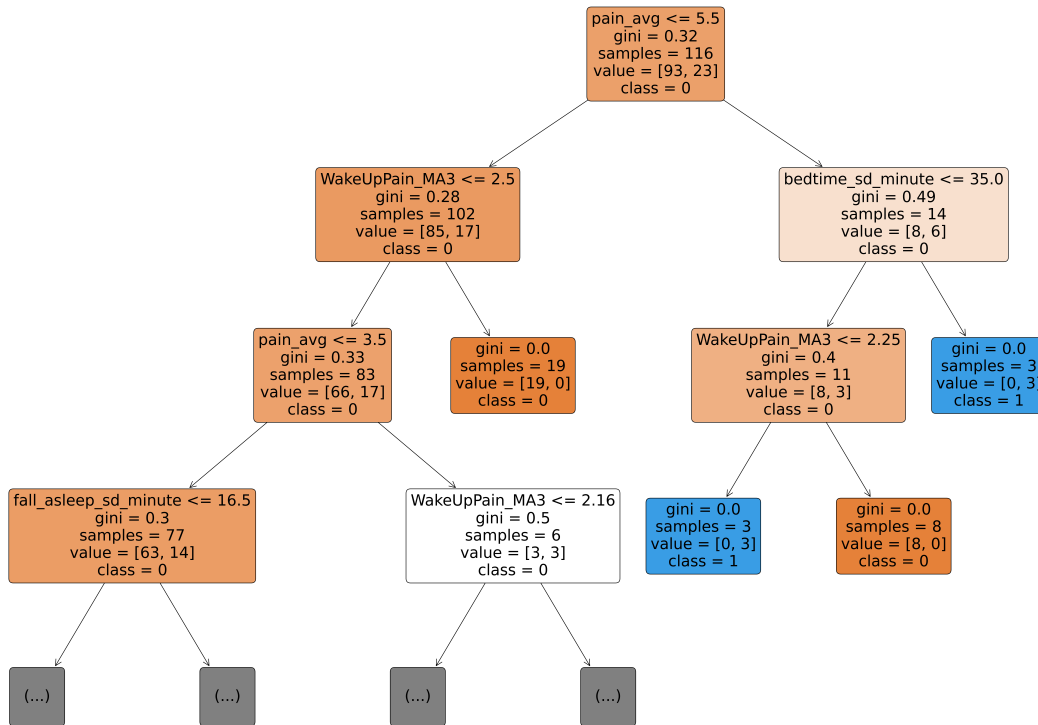 pain_avg <= 5.5
gini = 0.32
samples = 116
value = [93, 23]
class = 0
WakeUpPain_MA3 <= 2.5
gini = 0.28
samples = 102
value = [85, 17]
class = 0
bedtime_sd_minute <= 35.0
gini = 0.49
samples = 14
value = [8, 6]
class = 0
pain_avg <= 3.5
gini = 0.33
samples = 83
value = [66, 17]
class = 0
gini = 0.0
samples = 19
value = [19, 0]
class = 0
WakeUpPain_MA3 <= 2.25
gini = 0.4
samples = 11
value = [8, 3]
class = 0
gini = 0.0
samples = 3
value = [0, 3]
class = 1
fall_asleep_sd_minute <= 16.5
gini = 0.3
samples = 77
value = [63, 14]
class = 0
WakeUpPain_MA3 <= 2.16
gini = 0.5
samples = 6
value = [3, 3]
class = 0
gini = 0.0
samples = 3
value = [0, 3]
class = 1
gini = 0.0
samples = 8
value = [8, 0]
class = 0
(...)
(...)
(...)
(...)